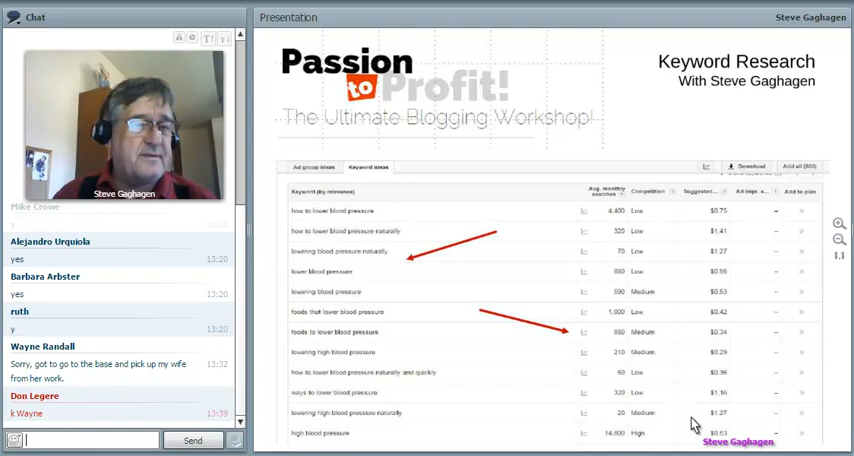 Chat
Steve Gaghagen
Mike Crowe
y
Alejandro Urquiola
yes 13:20
Barbara Arbster
yes 13:20
ruth
y 13:20
Wayne Randall
Sorry, got to go to the base and pick up my wife 13:32
from her work.
Don Legere
k Wayne 13:39
Send
Presentation Steve Gaghagen
Passion
to Profit!
The Ultimate Blogging Workshop!
Keyword Research
With Steve Gaghagen
Ad group ideas Keyword ideas Download Add all (803)
Keyword (by relevance) Avg. monthly searches Competition Suggested... Ad impr. s... Add to plan
how to lower blood pressure 4,400 Low $0.75 –
how to lower blood pressure naturally 320 Low $1.41 –
lowering blood pressure naturally 70 Low $1.27 –
lower blood pressure Low –
lowering blood pressure 590 Medium $0.53 –
foods that lower blood pressure 1,000 Low $0.42 –
foods to lower blood pressure Medium $0.34 –
lowering high blood pressure 210 Medium $0.29 –
how to lower blood pressure naturally and quickly Low –
ways to lower blood pressure 320 Low $1.16 –
lowering high blood pressure naturally 20 Medium $1.27 –
high blood pressure High $0.53 –
Steve Gaghagen
1.1